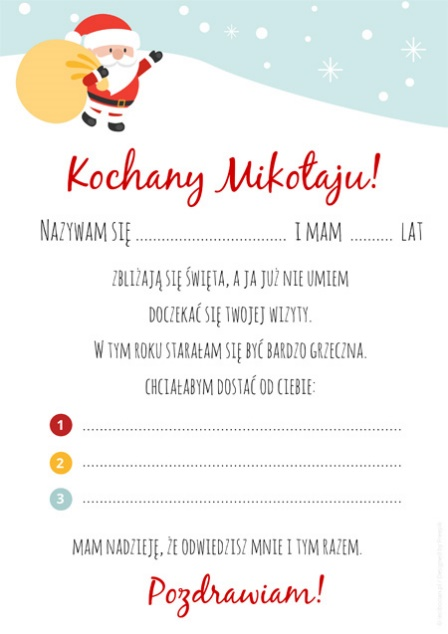 Kochany Mikołaju!
NAZYWAM SIĘ ................................ I MAM .......... LAT
ZBLIŻAJĄ SIĘ ŚWIĘTA, A JA JUŻ NIE UMIEM
DOCZEKAĆ SIĘ TWOJEJ WIZYTY.
W TYM ROKU STARAŁAM SIĘ BYĆ BARDZO GRZECZNA.
CHCIAŁABYM DOSTAĆ OD CIEBIE:
1 ................................................................
2 ................................................................
3 ................................................................
MAM NADZIEJĘ, ŻE ODWIEDZISZ MNIE I TYM RAZEM.
Pozdrawiam!